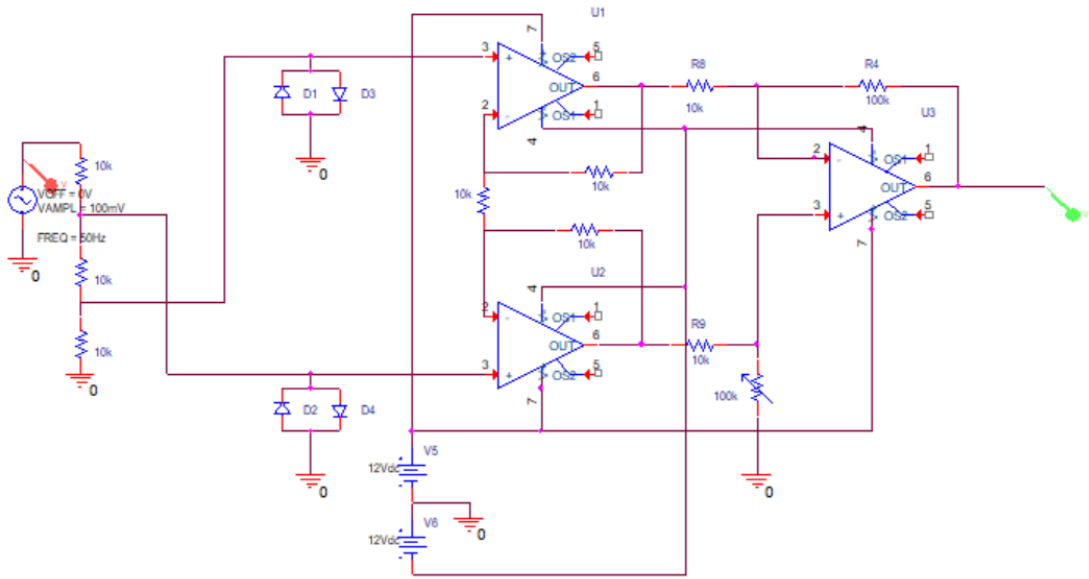 U1
7
3
+
OS2
5
D1
D3
OUT
6
R8
10k
R4
100k
2
-
OS1
1
4
U3
10k
VOFF = 0V
VAMPL = 100mV
FREQ = 50Hz
0
10k
10k
0
10k
10k
10k
U2
4
2
-
OS1
1
OUT
6
3
+
OS2
5
7
R9
10k
4
2
-
OS1
1
OUT
6
3
+
OS2
5
7
100k
0
0
D2
D4
0
V5
12Vdc
0
V6
12Vdc
V